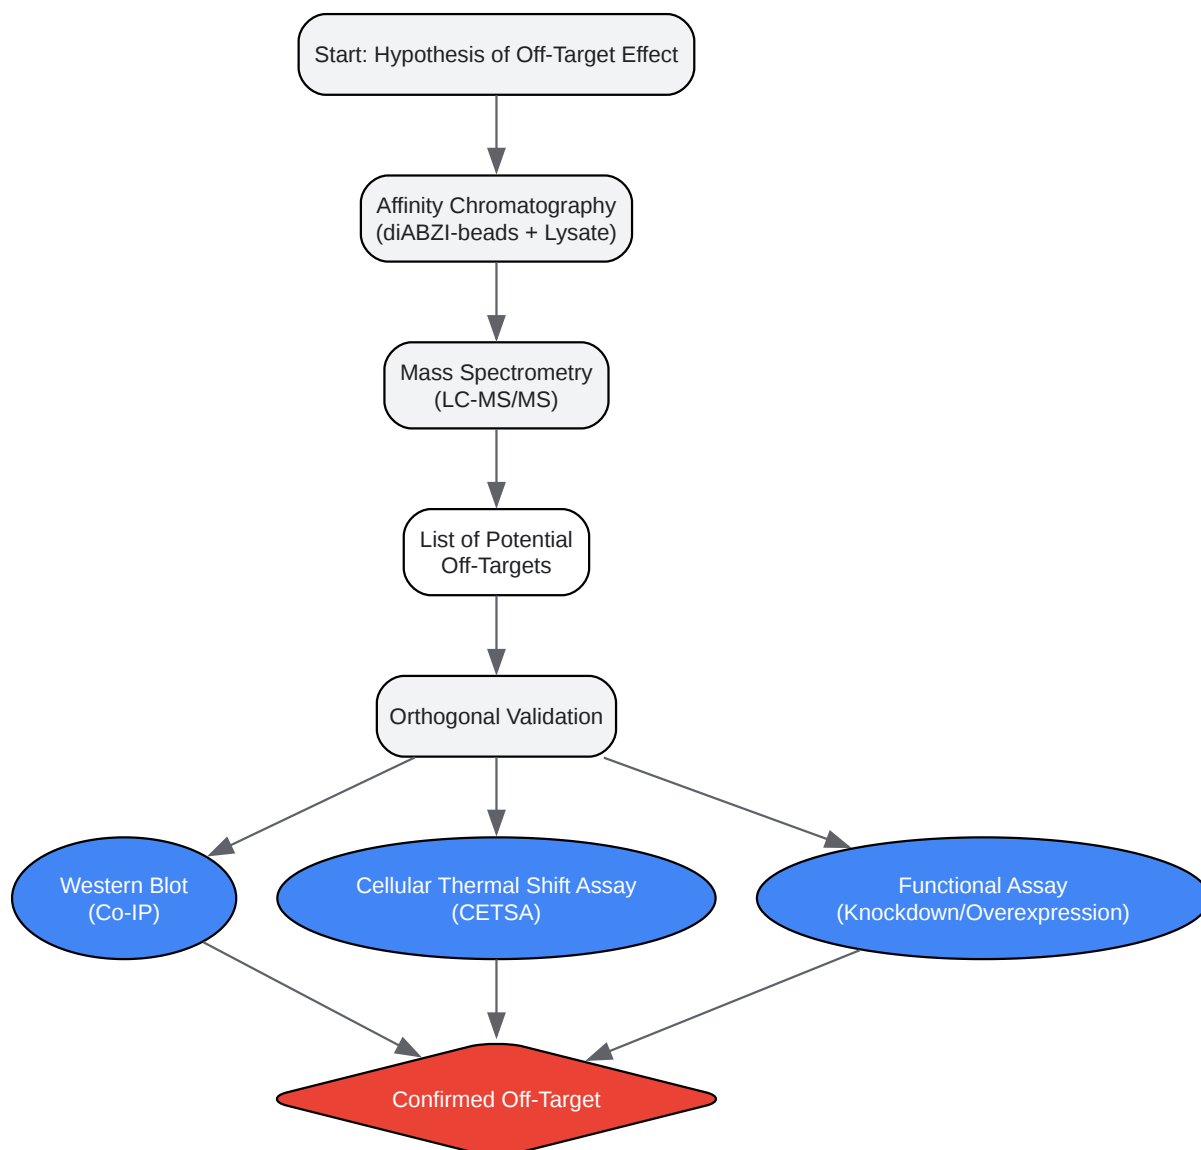 Start: Hypothesis of Off-Target Effect
Affinity Chromatography
(diABZI-beads + Lysate)
Mass Spectrometry
(LC-MS/MS)
List of Potential
Off-Targets
Orthogonal Validation
Western Blot
(Co-IP)
Cellular Thermal Shift Assay
(CETSA)
Functional Assay
(Knockdown/Overexpression)
Confirmed Off-Target